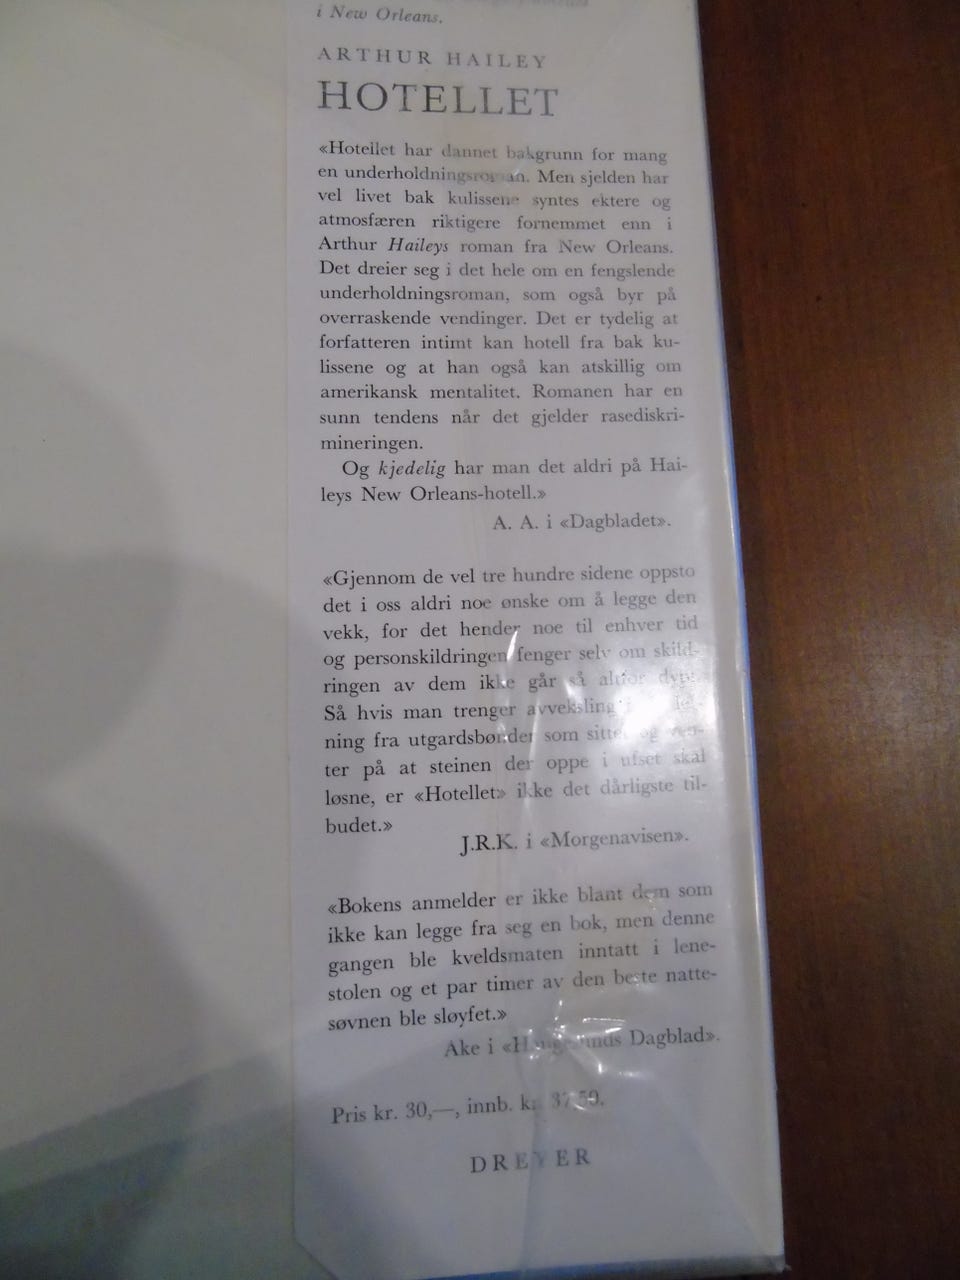 i New Orleans.
ARTHUR HAILEY
HOTELLET
«Hotellet har dannet bakgrunn for mang
en underholdningsroman. Men sjelden har
vel livet bak kulissene syntes ektere og
atmosfæren riktigere fornemmet enn i
Arthur Haileys roman fra New Orleans.
Det dreier seg i det hele om en fengslende
underholdningsroman, som også byr på
overraskende vendinger. Det er tydelig at
forfatteren intimt kan hotell fra bak ku-
lissene og at han også kan atskillig om
amerikansk mentalitet. Romanen har en
sunn tendens når det gjelder rasediskri-
mineringen.
Og kjedelig har man det aldri på Hai-
leys New Orleans-hotell.»
A. A. i «Dagbladet».
«Gjennom de vel tre hundre sidene oppsto
det i oss aldri noe ønske om å legge den
vekk, for det hender noe til enhver tid
og personskildringen fenger selv om skild-
ringen av dem ikke går så altfor dypt.
Så hvis man trenger avveksling i
ning fra utgardsbønder som sitter og ven-
ter på at steinen der oppe i ufset skal
løsne, er «Hotellet» ikke det dårligste til-
budet.»
J.R.K. i «Morgenavisen».
«Bokens anmelder er ikke blant dem som
ikke kan legge fra seg en bok, men denne
gangen ble kveldsmaten inntatt i lene-
stolen og et par timer av den beste natte-
søvnen ble sløyfet.»
Ake i «Haugesunds Dagblad».
Pris kr. 30,—, innb. kr. 37.50.
DREYER